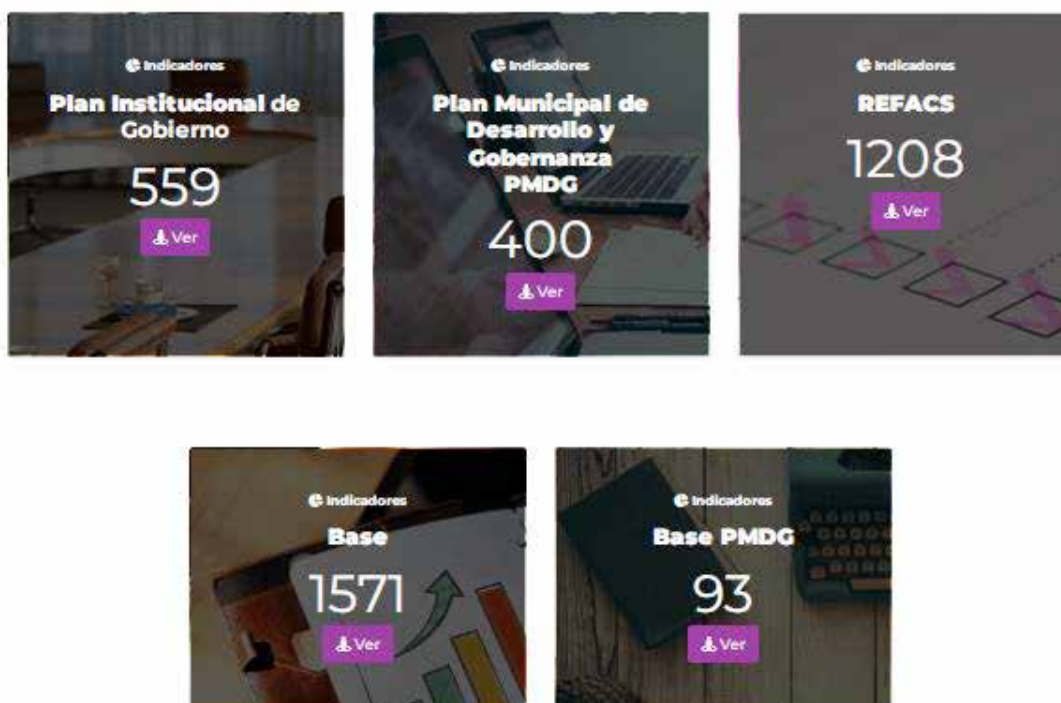 Indicadores
Plan Institucional de
Gobierno
559
Ver
Indicadores
Plan Municipal de
Desarrollo y
Gobernanza
PMDG
400
Ver
Indicadores
REFACS
1208
Ver
Indicadores
Base
1571
Ver
Indicadores
Base PMDG
93
Ver